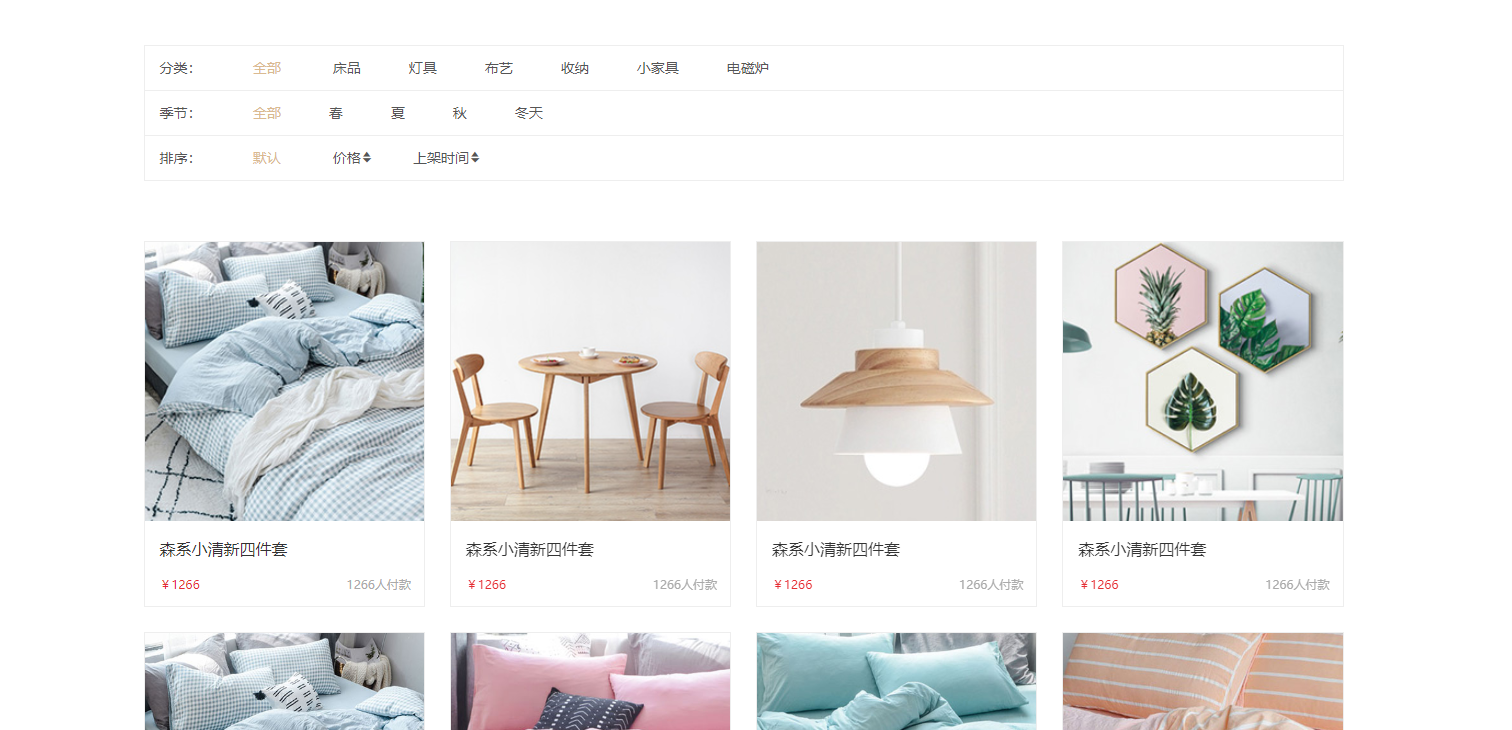 分类： 全部 床品 灯具 布艺 收纳 小家具 电磁炉
季节： 全部 春 夏 秋 冬天
排序： 默认 价格 上架时间
森系小清新四件套 森系小清新四件套 森系小清新四件套 森系小清新四件套
￥1266 1266人付款 ￥1266 1266人付款 ￥1266 1266人付款 ￥1266 1266人付款